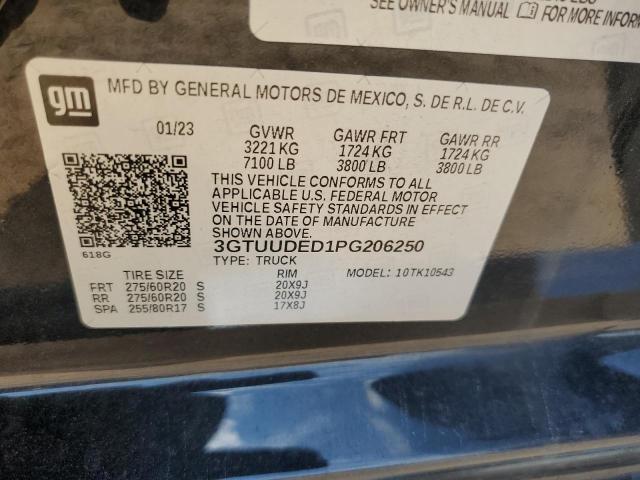 SEE OWNER'S MANUAL FOR MORE INFORM
gm
MFD BY GENERAL MOTORS DE MEXICO, S. DE R.L. DE C.V.
01/23 GVWR GAWR FRT GAWR RR
3221 KG 1724 KG 1724 KG
7100 LB 3800 LB 3800 LB
THIS VEHICLE CONFORMS TO ALL
APPLICABLE U.S. FEDERAL MOTOR
VEHICLE SAFETY STANDARDS IN EFFECT
ON THE DATE OF MANUFACTURE
SHOWN ABOVE.
618G
3GTUUDED1PG206250
TYPE: TRUCK MODEL: 10TK10543
TIRE SIZE RIM
FRT 275/60R20 S 20X9J
RR 275/60R20 S 20X9J
SPA 255/80R17 S 17X8J